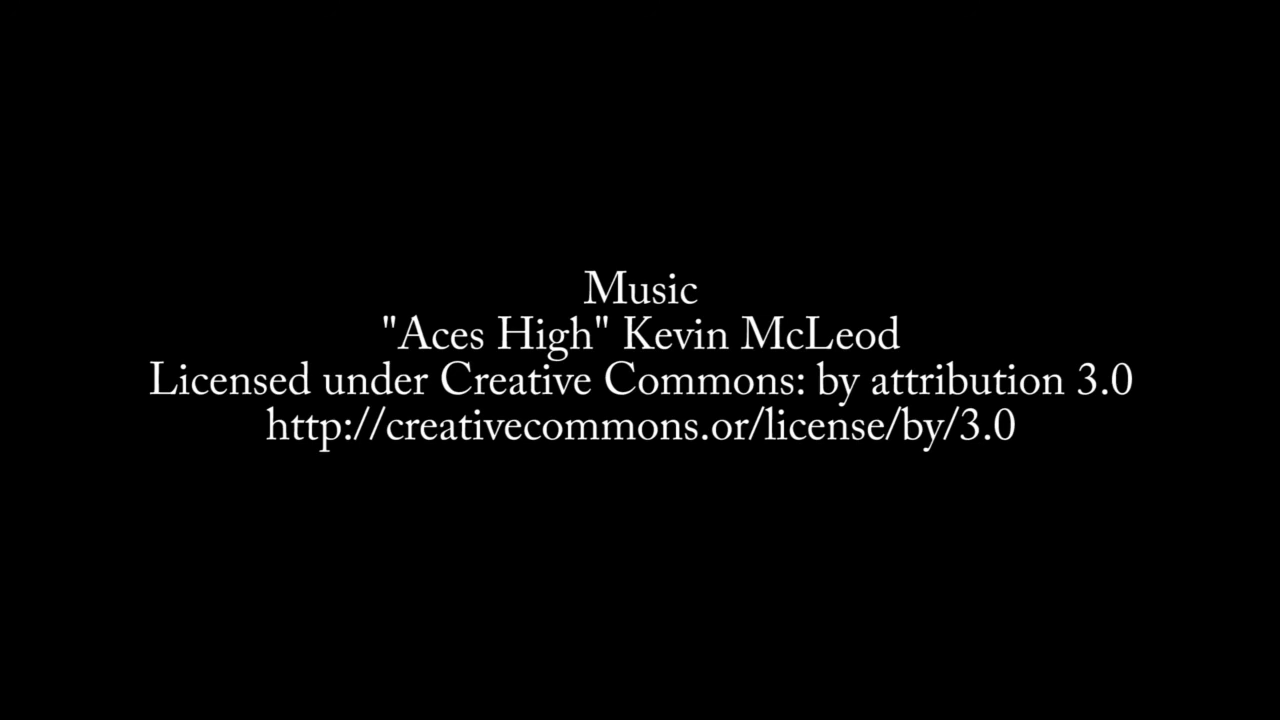 Music
"Aces High" Kevin McLeod
Licensed under Creative Commons: by attribution 3.0
http://creativecommons.or/license/by/3.0